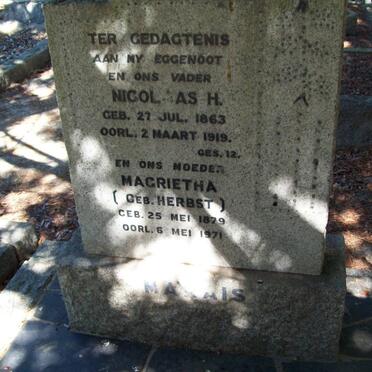 TER GEDAGTENIS
AAN MY EGGENOOT
EN ONS VADER
NICOLAAS H.
GEB. 27 JUL. 1863
OORL. 2 MAART 1919.
GES. 12.
EN ONS MOEDER
MAGRIETHA
(GEB. HERBST)
GEB. 25 MEI 1879
OORL. 6 MEI 1971
MARAIS